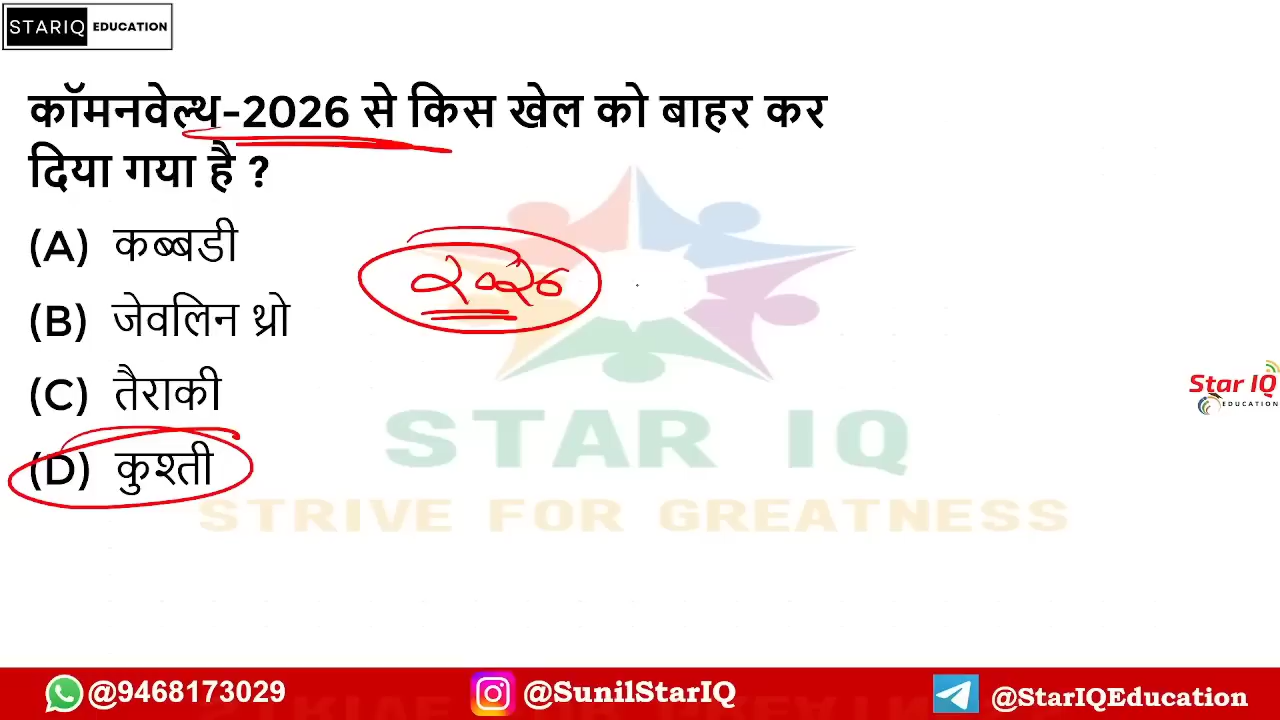 STARIQ EDUCATION
कॉमनवेल्थ-2026 से किस खेल को बाहर कर
दिया गया है ?
(A) कब्बडी
२०२६
(B) जेवलिन थ्रो
(C) तैराकी
Star IQ
EDUCATION
(D) कुश्ती
STAR IQ
STRIVE FOR GREATNESS
@9468173029 @SunilStarIQ @StarIQEducation